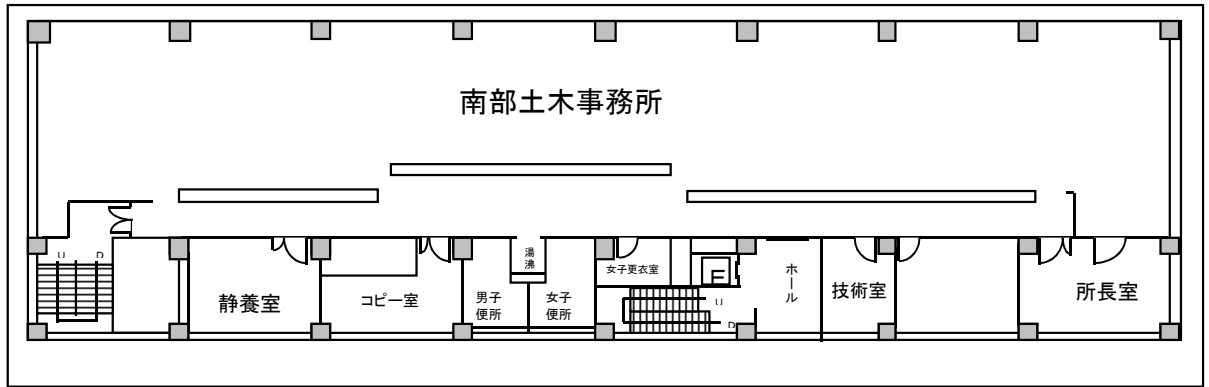 南部土木事務所
U D
静養室
コピー室
湯沸
男子
便所
女子
便所
女子更衣室
E
U
D
ホール
技術室
所長室